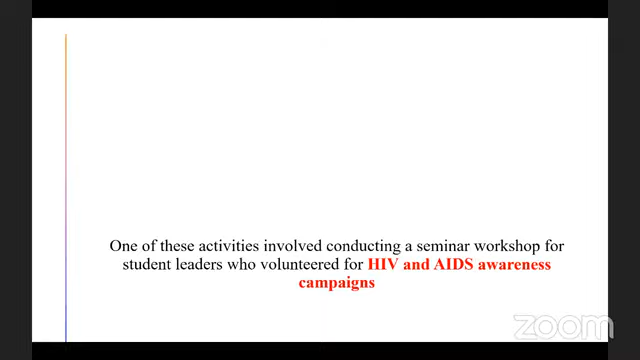 One of these activities involved conducting a seminar workshop for
student leaders who volunteered for HIV and AIDS awareness
campaigns
zoom